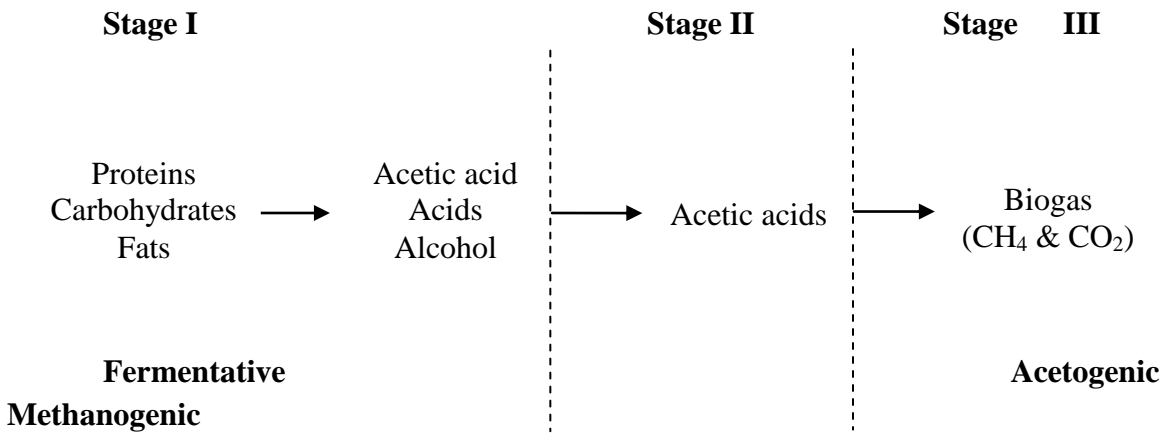 Stage I Stage II Stage III
Proteins
Carbohydrates
Fats
Acetic acid
Acids
Alcohol
Acetic acids
Biogas
(CH₄ & CO₂)
Fermentative Acetogenic
Methanogenic